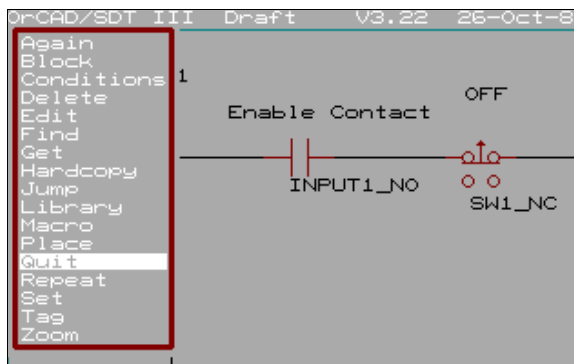 OrCAD/SDT III Draft V3.22 26-Oct-8
Again
Block
Conditions
Delete
Edit
Find
Get
Hardcopy
Jump
Library
Macro
Place
Quit
Repeat
Set
Tag
Zoom
1
OFF
Enable Contact
INPUT1_NO
SW1_NC